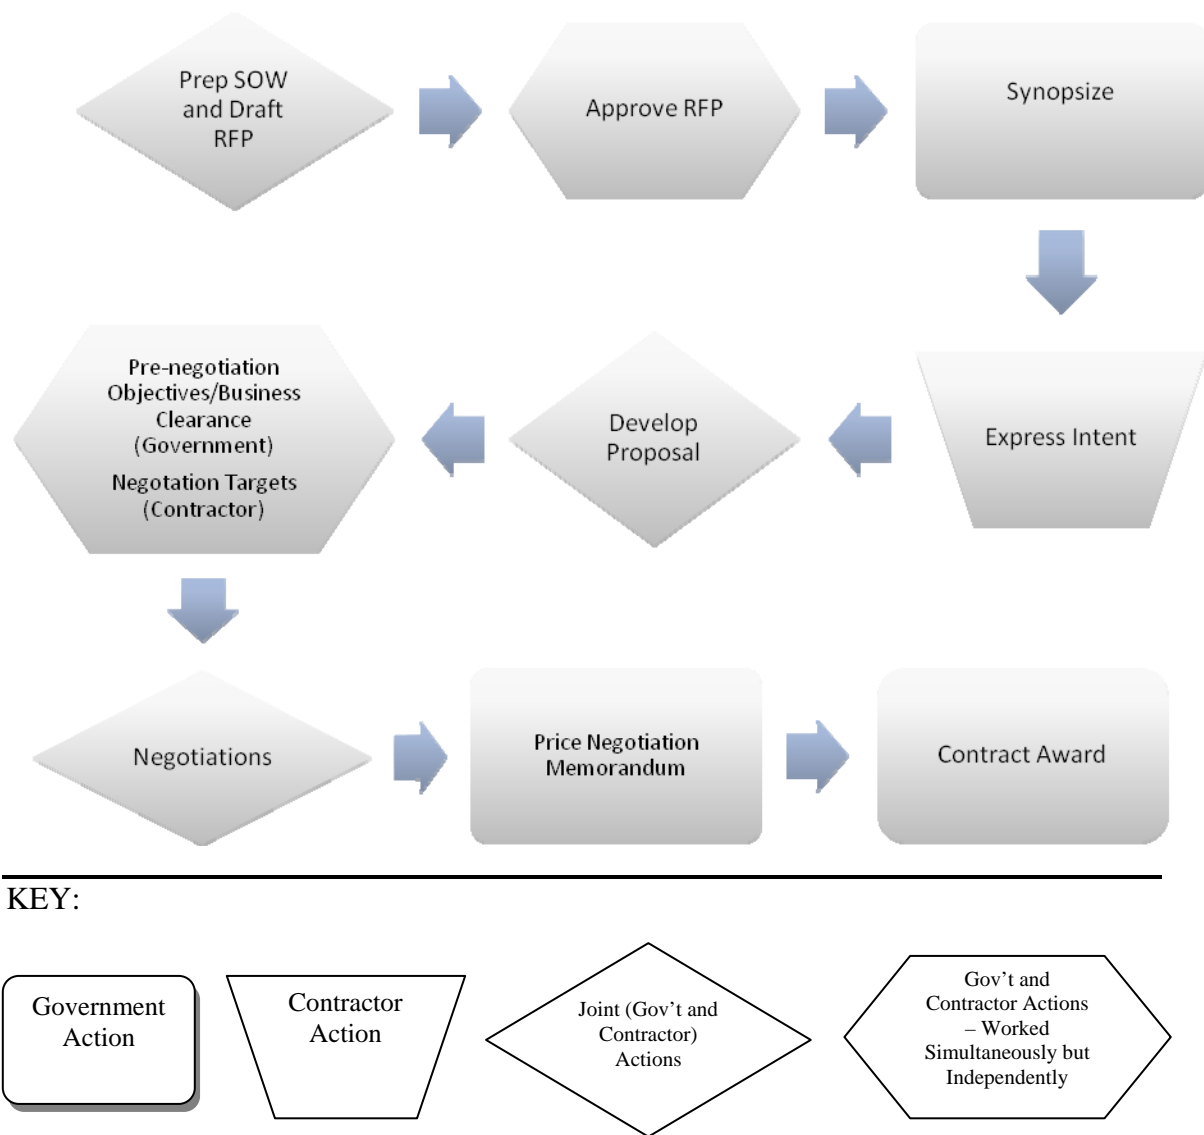 Prep SOW
and Draft
RFP
Approve RFP
Synopsize
Express Intent
Develop
Proposal
Pre-negotiation
Objectives/Business
Clearance
(Government)
Negotation Targets
(Contractor)
Negotiations
Price Negotiation
Memorandum
Contract Award
KEY:
Government
Action
Contractor
Action
Joint (Gov't and
Contractor)
Actions
Gov't and
Contractor Actions
– Worked
Simultaneously but
Independently